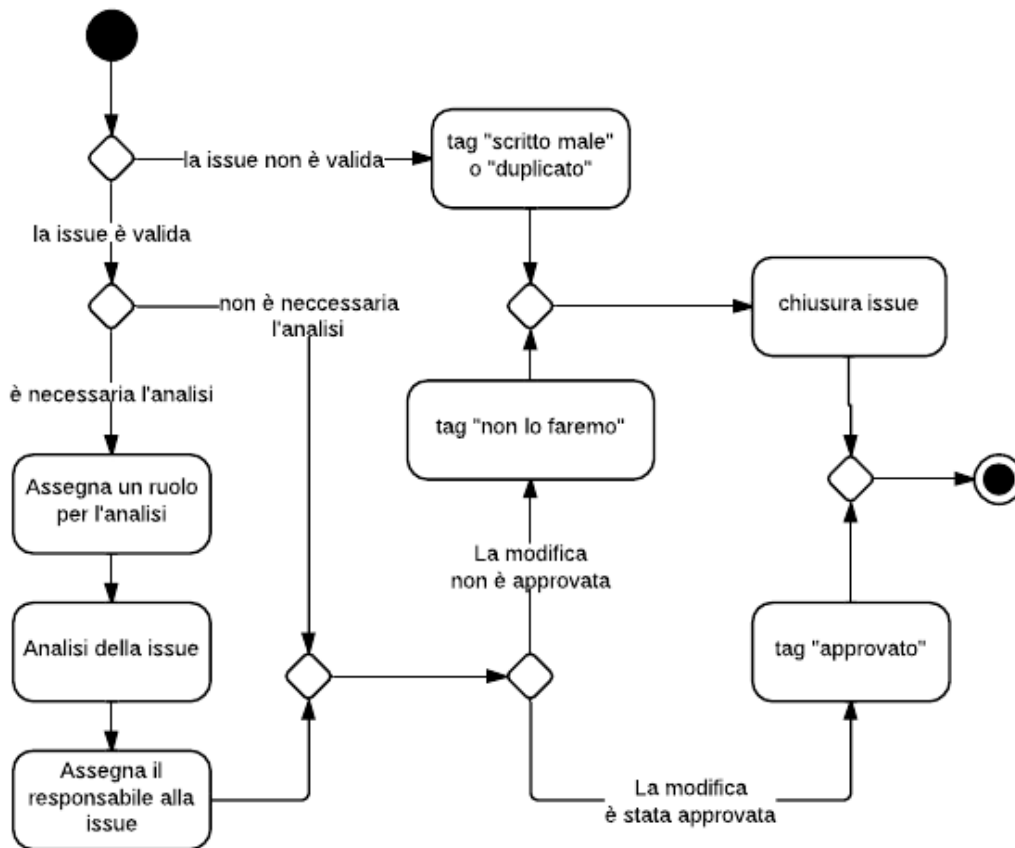 tag "scritto male"
o "duplicato"
la issue non è valida
la issue è valida
non è neccessaria
l'analisi
chiusura issue
è necessaria l'analisi
tag "non lo faremo"
Assegna un ruolo
per l'analisi
La modifica
non è approvata
Analisi della issue
tag "approvato"
Assegna il
responsabile alla
issue
La modifica
è stata approvata